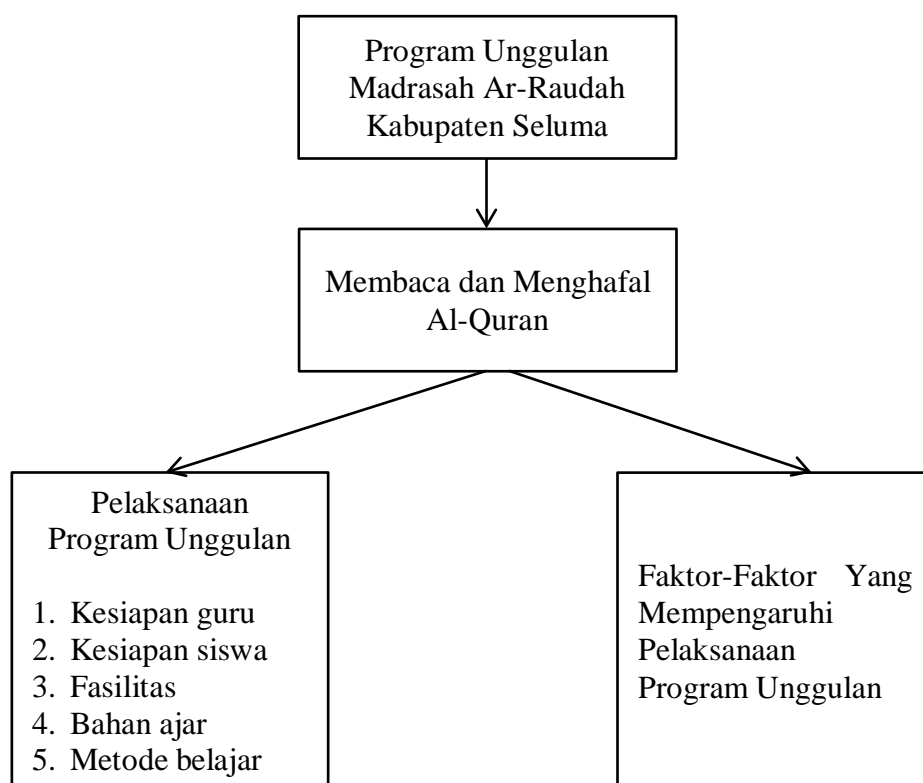 Program Unggulan
Madrasah Ar-Raudah
Kabupaten Seluma
Membaca dan Menghafal
Al-Quran
Pelaksanaan
Program Unggulan
1. Kesiapan guru
2. Kesiapan siswa
3. Fasilitas
4. Bahan ajar
5. Metode belajar
Faktor-Faktor Yang
Mempengaruhi
Pelaksanaan
Program Unggulan